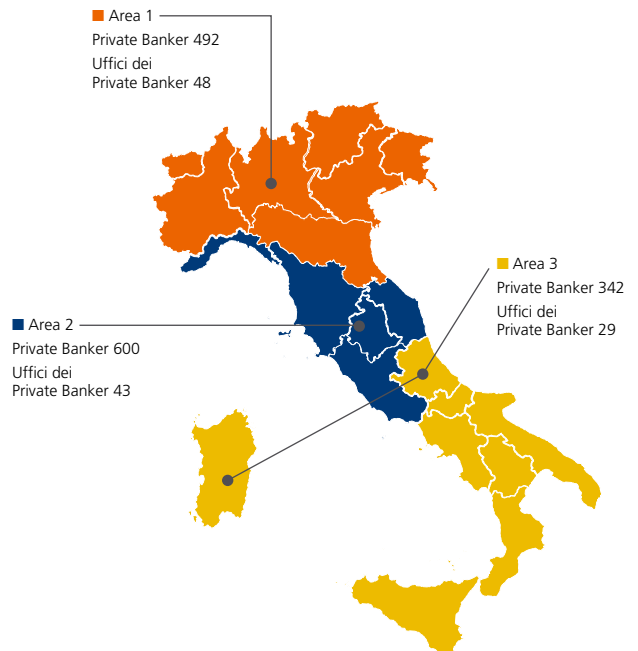 Area 1
Private Banker 492
Uffici dei
Private Banker 48
Area 3
Private Banker 342
Uffici dei
Private Banker 29
Area 2
Private Banker 600
Uffici dei
Private Banker 43